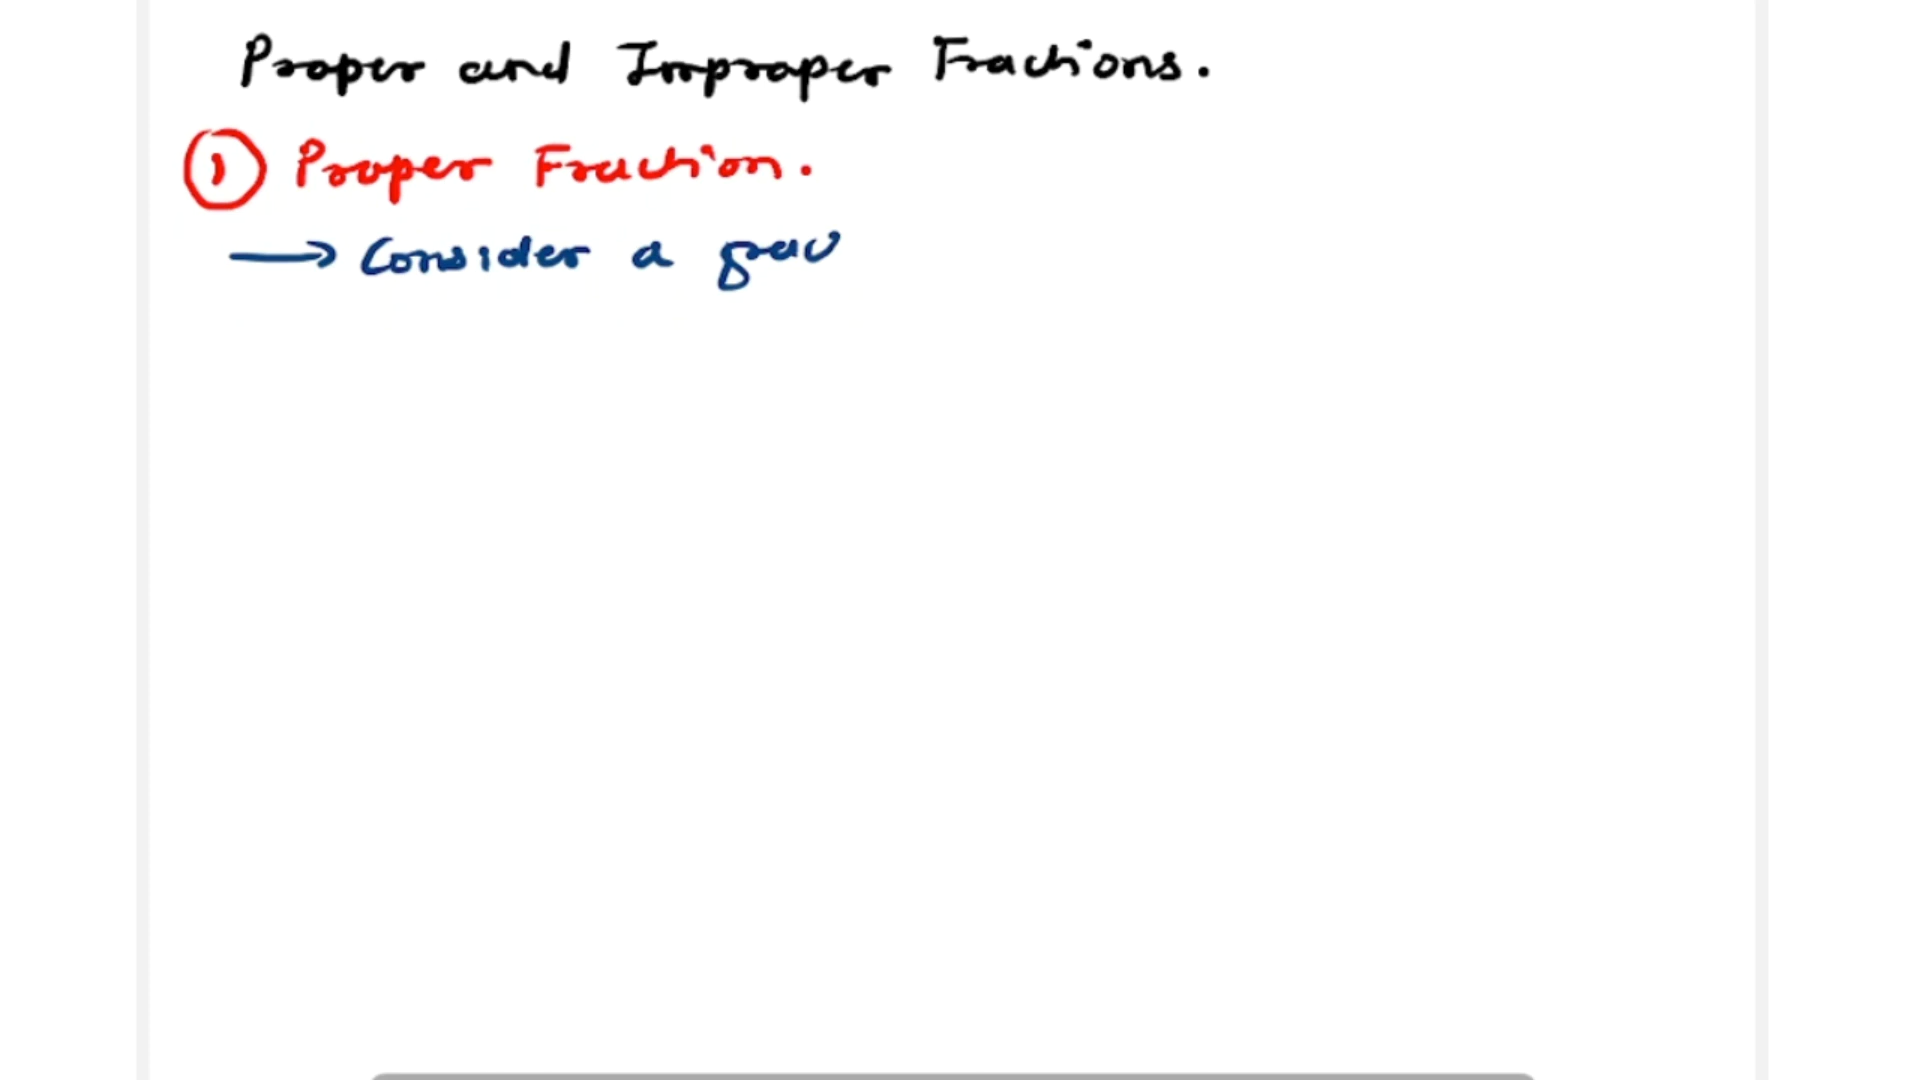 Proper and Improper Fractions.
① Proper Fraction.
→ Consider a